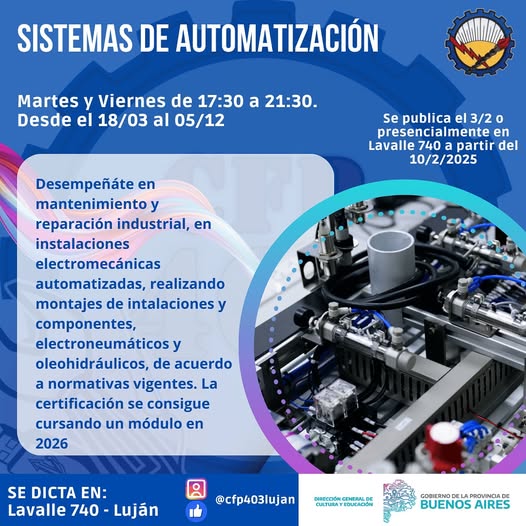 SISTEMAS DE AUTOMATIZACIÓN
Martes y Viernes de 17:30 a 21:30.
Desde el 18/03 al 05/12
Se publica el 3/2 o
presencialmente en
Lavalle 740 a partir del
10/2/2025
Desempeñáte en
mantenimiento y
reparación industrial, en
instalaciones
electromecánicas
automatizadas, realizando
montajes de intalaciones y
componentes,
electroneumáticos y
oleohidráulicos, de acuerdo
a normativas vigentes. La
certificación se consigue
cursando un módulo en
2026
SE DICTA EN:
Lavalle 740 - Luján
@cfp403lujan
DIRECCIÓN GENERAL DE
CULTURA Y EDUCACIÓN
GOBIERNO DE LA PROVINCIA DE
BUENOS AIRES